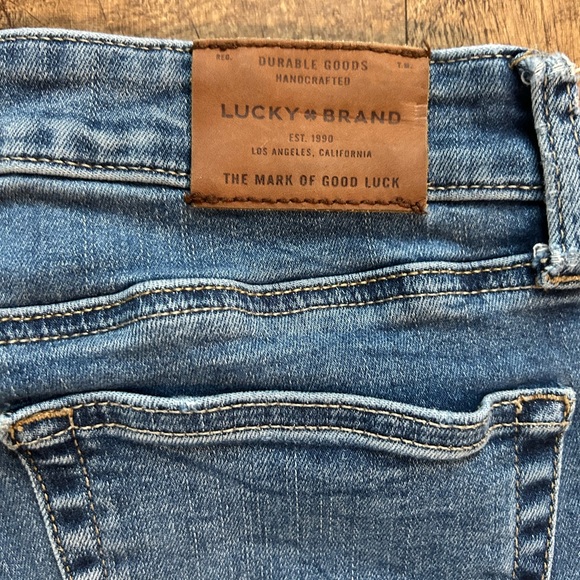 REG. DURABLE GOODS T.M.
HANDCRAFTED
LUCKY BRAND
EST. 1990
LOS ANGELES, CALIFORNIA
THE MARK OF GOOD LUCK